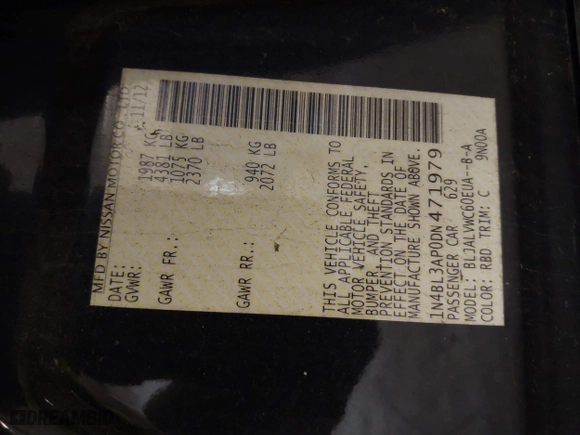 MFD BY NISSAN MOTOR CO., LTD
DATE: 11/12
GVWR: 1987 KG
4381 LB
GAWR FR.: 1075 KG
2370 LB
GAWR RR.: 940 KG
2072 LB
THIS VEHICLE CONFORMS TO
ALL APPLICABLE FEDERAL
MOTOR VEHICLE SAFETY,
BUMPER, AND THEFT
PREVENTION STANDARDS IN
EFFECT ON THE DATE OF
MANUFACTURE SHOWN ABOVE.
1N4BL3AP0DN471979
PASSENGER CAR 629
MODEL: BLJALVWC60EUA--B-A
COLOR: RBD TRIM: C 9N00A
DREAMBID